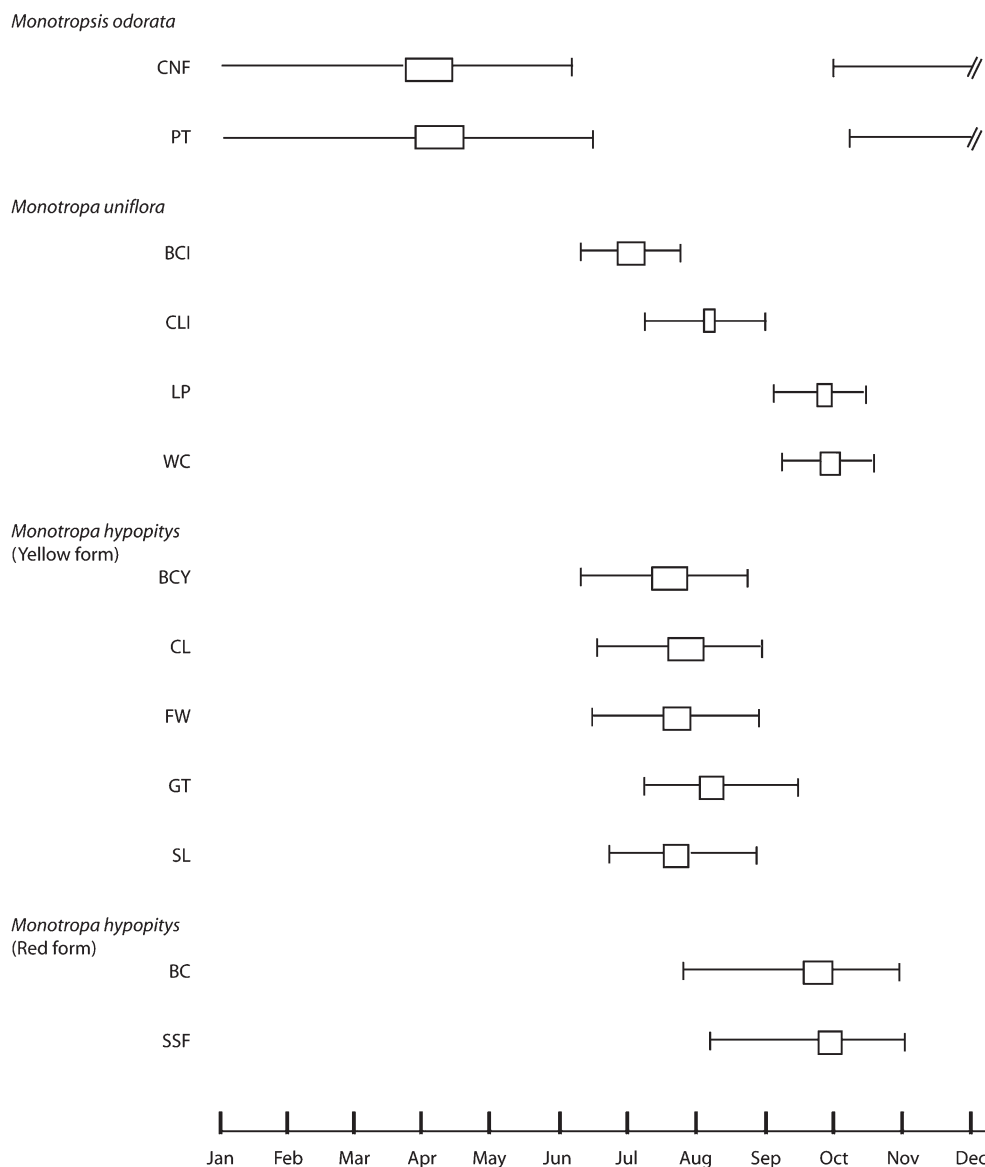 Monotropsis odorata
CNF
PT
Monotropa uniflora
BCI
CLI
LP
WC
Monotropa hypopitys
(Yellow form)
BCY
CL
FW
GT
SL
Monotropa hypopitys
(Red form)
BC
SSF
Jan Feb Mar Apr May Jun Jul Aug Sep Oct Nov Dec